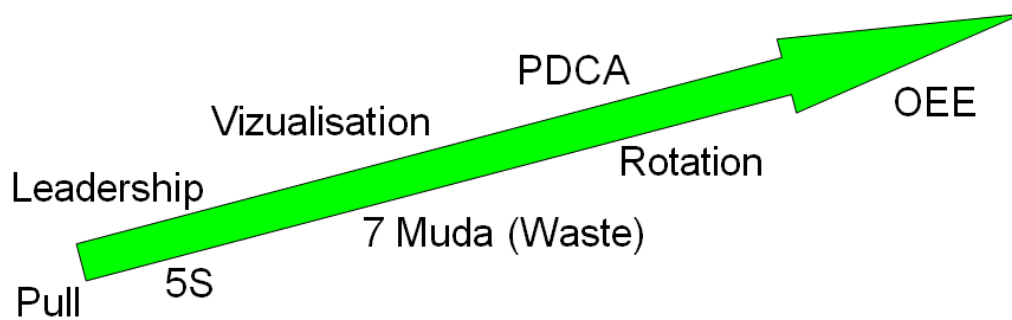 PDCA
OEE
Vizualisation
Rotation
Leadership
7 Muda (Waste)
5S
Pull